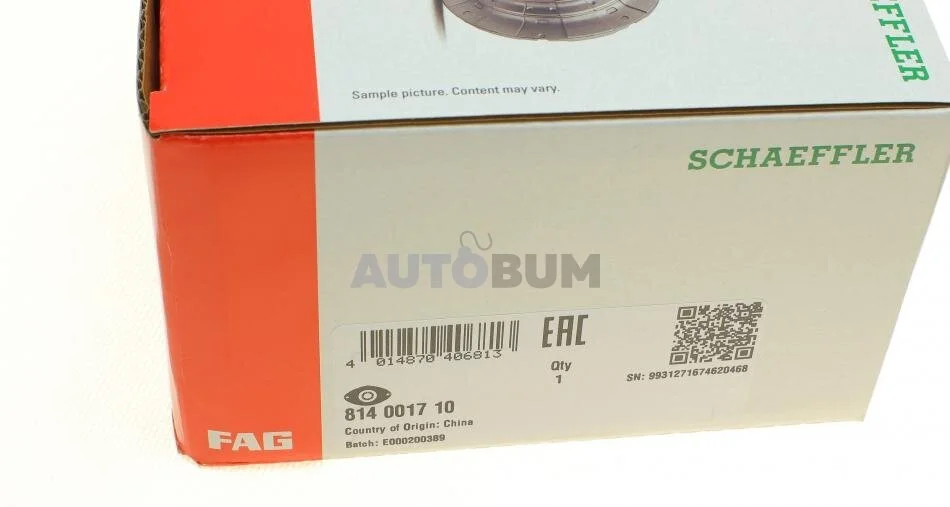 SCHAEFFLER
Sample picture. Content may vary.
SCHAEFFLER
AUTOBUM
EAC
4 014870 406813
Qty
1
SN: 9931271674620468
814 0017 10
Country of Origin: China
Batch: E000200389
FAG